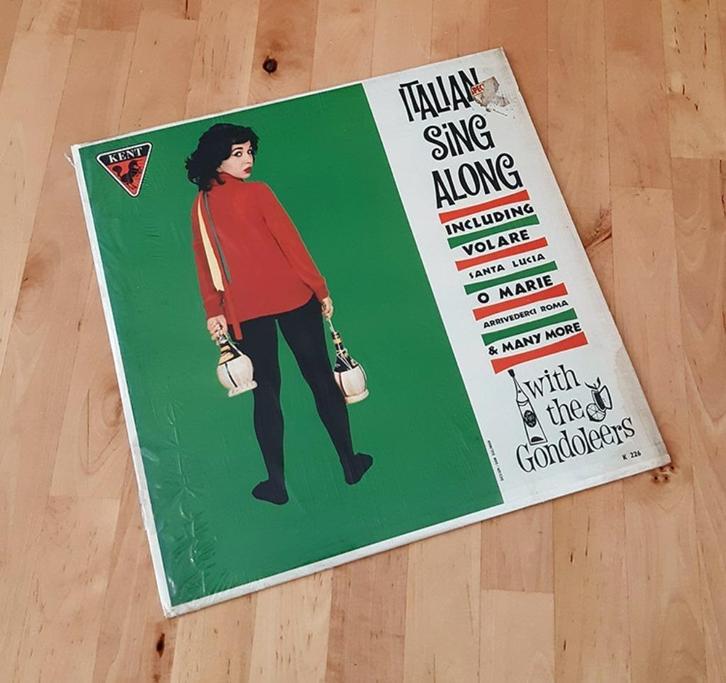 KENT
ITALIAN
SING
ALONG
INCLUDING
VOLARE
SANTA LUCIA
O MARIE
ARRIVEDERCI ROMA
& MANY MORE
with
the
Gondoleers
K 226